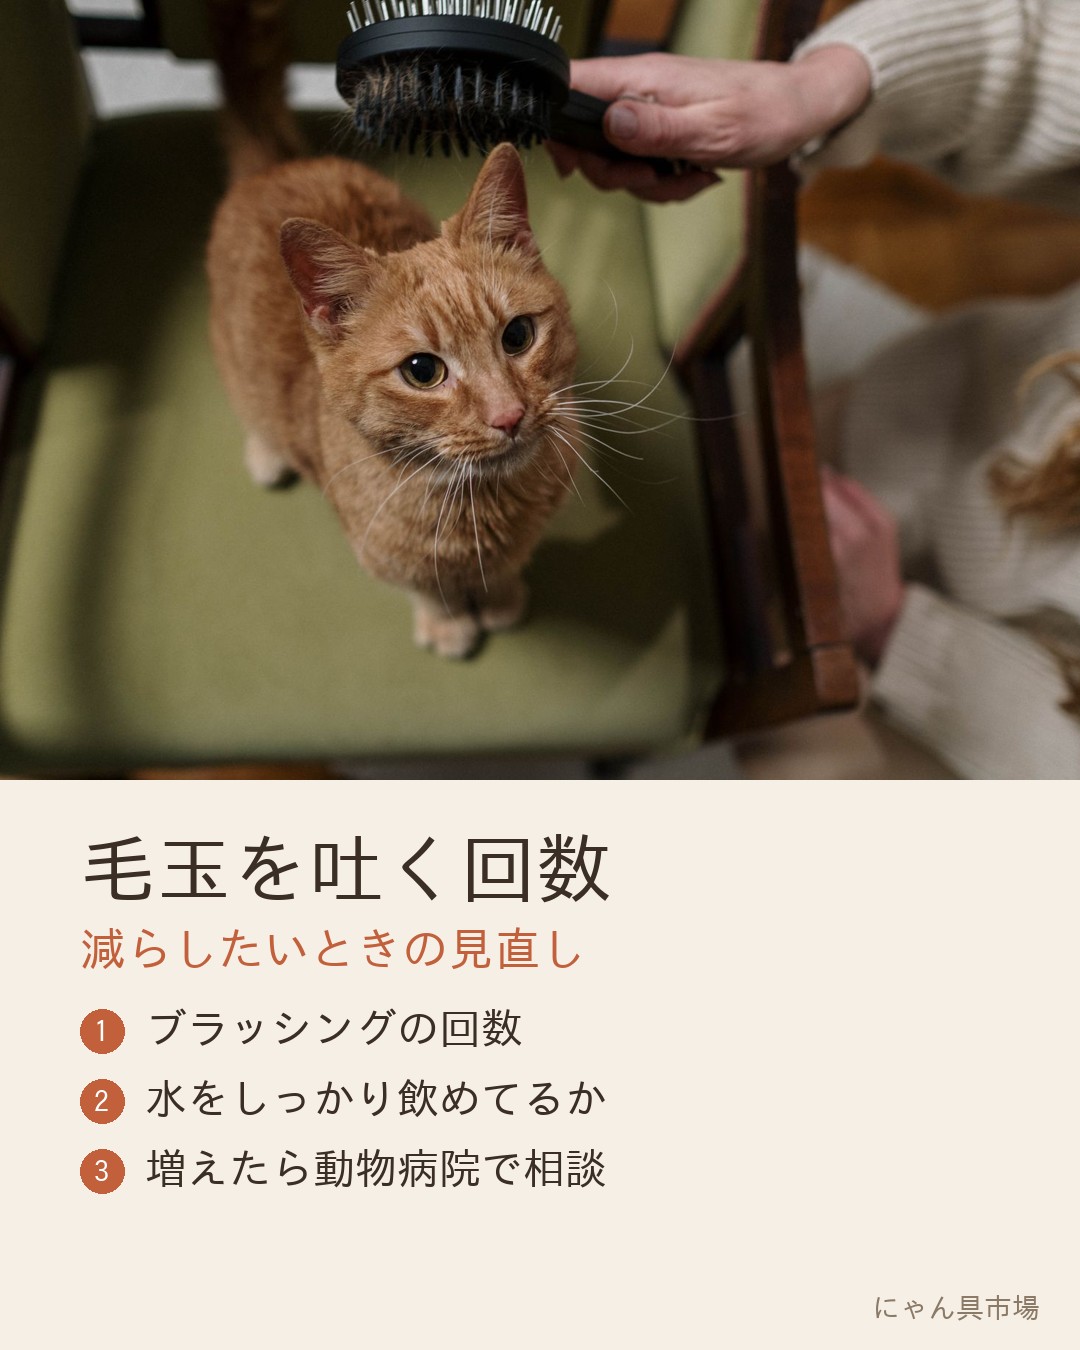 毛玉を吐く回数
減らしたいときの見直し
1 ブラッシングの回数
2 水をしっかり飲めてるか
3 増えたら動物病院で相談
にゃん具市場